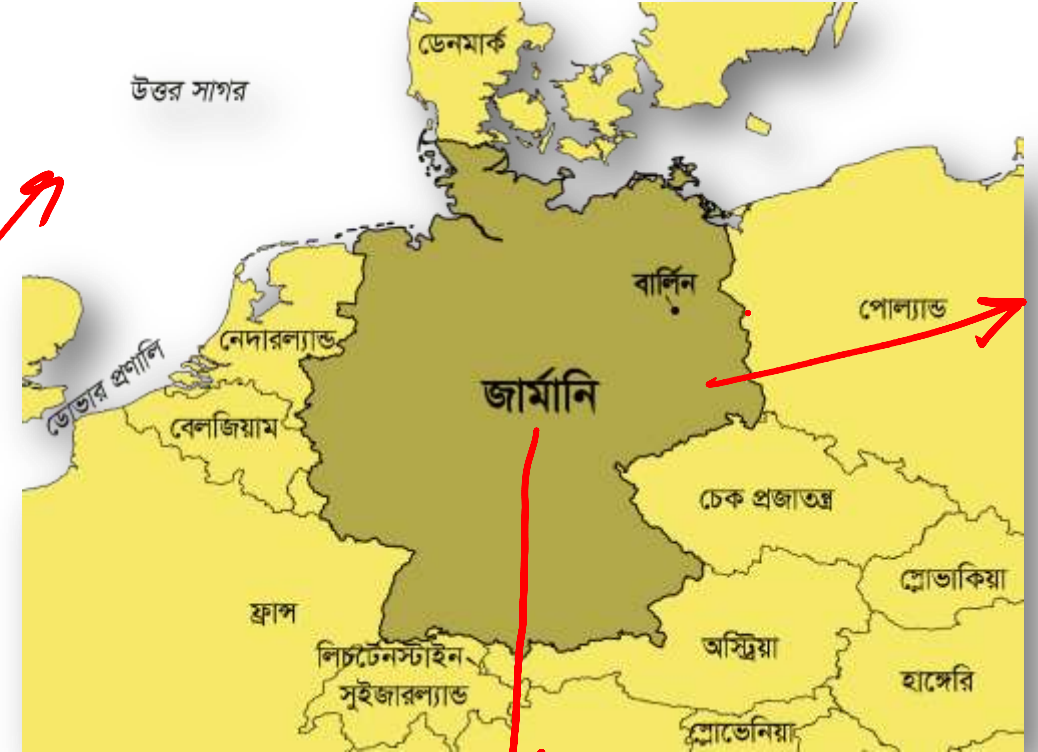 ডেনমার্ক
উত্তর সাগর
বার্লিন
পোল্যান্ড
নেদারল্যান্ড
ডোভার প্রণালি
জার্মানি
বেলজিয়াম
চেক প্রজাতন্ত্র
স্লোভাকিয়া
ফ্রান্স
অস্ট্রিয়া
লিচটেনস্টাইন
হাঙ্গেরি
সুইজারল্যান্ড
স্লোভেনিয়া